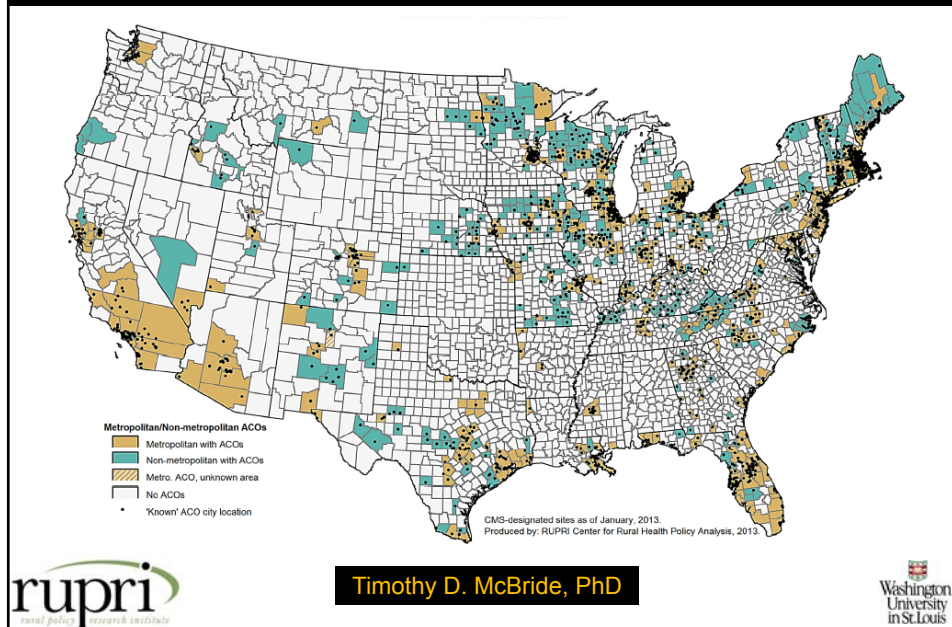 Metropolitan/Non-metropolitan ACOs
Metropolitan with ACOs
Non-metropolitan with ACOs
Metro. ACO, unknown area
No ACOs
'Known' ACO city location
CMS-designated sites as of January, 2013.
Produced by: RUPRI Center for Rural Health Policy Analysis, 2013.
rupri
rural policy research institute
Timothy D. McBride, PhD
Washington
University
in St.Louis